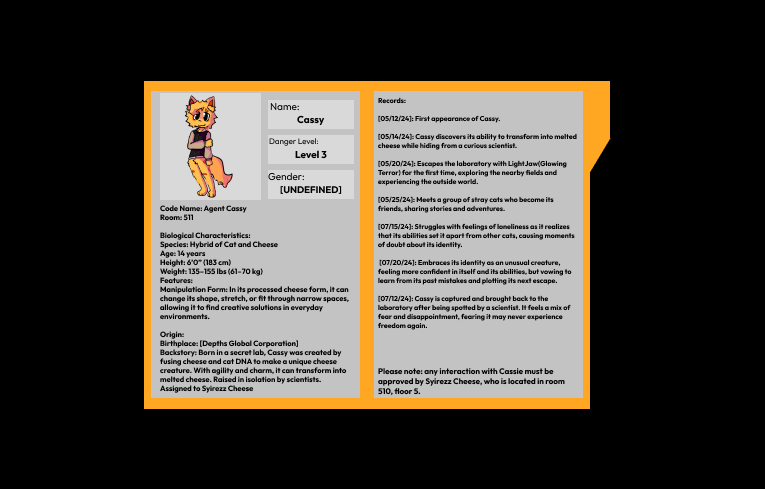 Name:
Cassy
Danger Level:
Level 3
Gender:
[UNDEFINED]
Code Name: Agent Cassy
Room: 511
Biological Characteristics:
Species: Hybrid of Cat and Cheese
Age: 14 years
Height: 6'0" (183 cm)
Weight: 135–155 lbs (61–70 kg)
Features:
Manipulation Form: In its processed cheese form, it can
change its shape, stretch, or fit through narrow spaces,
allowing it to find creative solutions in everyday
environments.
Origin:
Birthplace: [Depths Global Corporation]
Backstory: Born in a secret lab, Cassy was created by
fusing cheese and cat DNA to make a unique cheese
creature. With agility and charm, it can transform into
melted cheese. Raised in isolation by scientists.
Assigned to Syirezz Cheese
Records:
[05/12/24]: First appearance of Cassy.
[05/14/24]: Cassy discovers its ability to transform into melted
cheese while hiding from a curious scientist.
[05/20/24]: Escapes the laboratory with LightJaw(Glowing
Terror) for the first time, exploring the nearby fields and
experiencing the outside world.
[05/25/24]: Meets a group of stray cats who become its
friends, sharing stories and adventures.
[07/15/24]: Struggles with feelings of loneliness as it realizes
that its abilities set it apart from other cats, causing moments
of doubt about its identity.
[07/20/24]: Embraces its identity as an unusual creature,
feeling more confident in itself and its abilities, but vowing to
learn from its past mistakes and plotting its next escape.
[07/12/24]: Cassy is captured and brought back to the
laboratory after being spotted by a scientist. It feels a mix of
fear and disappointment, fearing it may never experience
freedom again.
Please note: any interaction with Cassie must be
approved by Syirezz Cheese, who is located in room
510, floor 5.